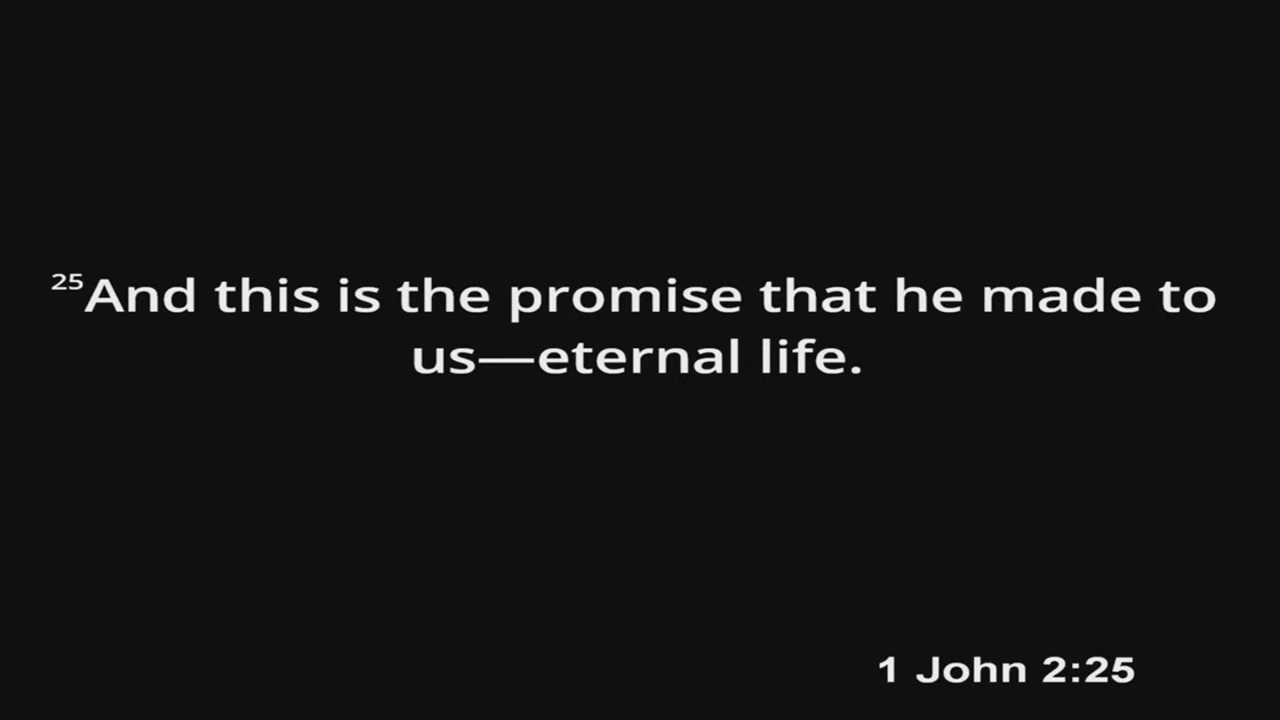 25And this is the promise that he made to
us—eternal life.
1 John 2:25